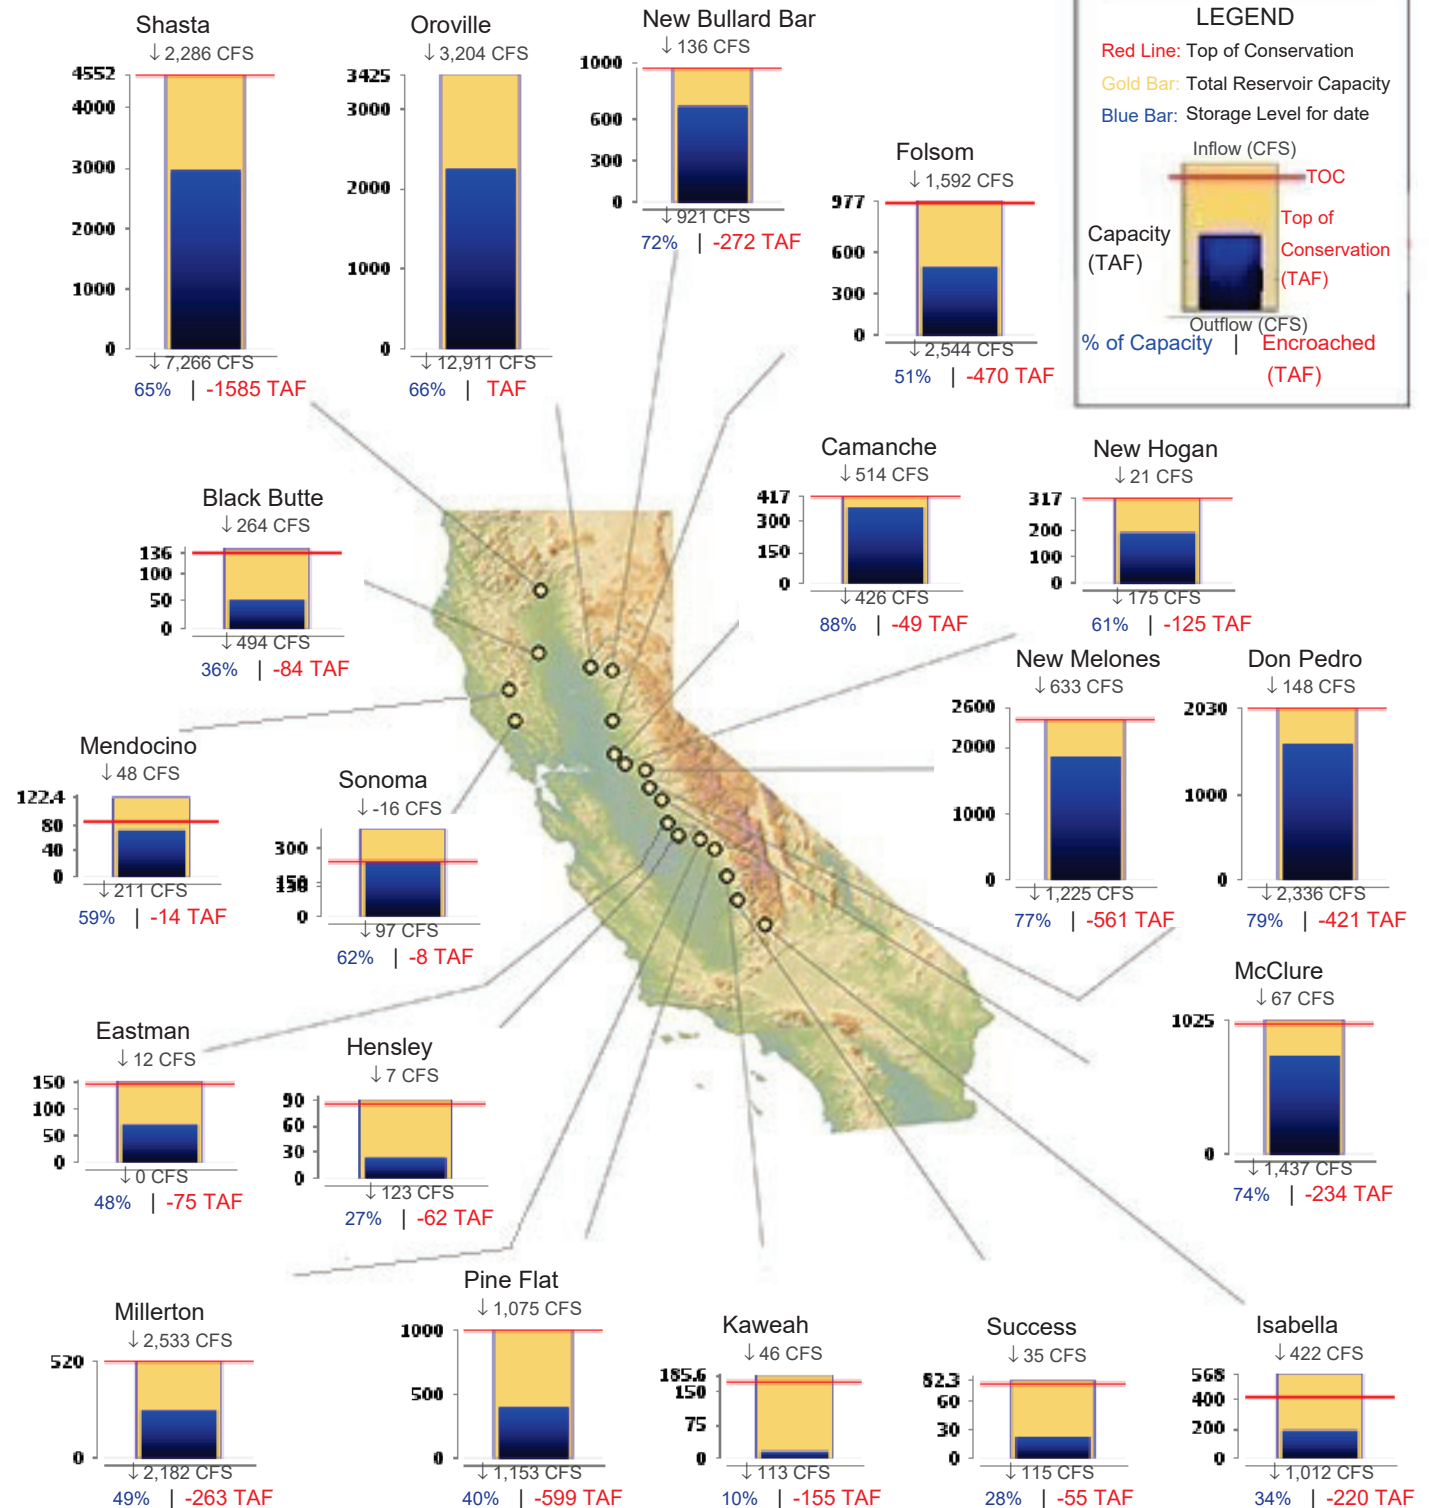 Shasta
↓ 2,286 CFS
4552
4000
3000
2000
1000
0
↓ 7,266 CFS
65% | -1585 TAF
Oroville
↓ 3,204 CFS
3425
3000
2000
1000
0
↓ 12,911 CFS
66% | TAF
New Bullard Bar
↓ 136 CFS
1000
600
300
0
↓ 921 CFS
72% | -272 TAF
Folsom
↓ 1,592 CFS
977
600
300
0
↓ 2,544 CFS
51% | -470 TAF
LEGEND
Red Line: Top of Conservation
Gold Bar: Total Reservoir Capacity
Blue Bar: Storage Level for date
Inflow (CFS)
TOC
Capacity
(TAF)
Top of
Conservation
(TAF)
Outflow (CFS)
% of Capacity | Encroached
(TAF)
Black Butte
↓ 264 CFS
136
100
50
0
↓ 494 CFS
36% | -84 TAF
Camanche
↓ 514 CFS
417
300
150
0
↓ 426 CFS
88% | -49 TAF
New Hogan
↓ 21 CFS
317
200
100
0
↓ 175 CFS
61% | -125 TAF
New Melones
↓ 633 CFS
2600
2000
1000
0
↓ 1,225 CFS
77% | -561 TAF
Don Pedro
↓ 148 CFS
2030
1000
0
↓ 2,336 CFS
79% | -421 TAF
Mendocino
↓ 48 CFS
122.4
80
40
0
↓ 211 CFS
59% | -14 TAF
Sonoma
↓ -16 CFS
300
150
0
↓ 97 CFS
62% | -8 TAF
McClure
↓ 67 CFS
1025
0
↓ 1,437 CFS
74% | -234 TAF
Eastman
↓ 12 CFS
150
100
50
0
↓ 0 CFS
48% | -75 TAF
Hensley
↓ 7 CFS
90
60
30
0
↓ 123 CFS
27% | -62 TAF
Millerton
↓ 2,533 CFS
520
0
↓ 2,182 CFS
49% | -263 TAF
Pine Flat
↓ 1,075 CFS
1000
500
0
↓ 1,153 CFS
40% | -599 TAF
Kaweah
↓ 46 CFS
185.6
150
75
0
↓ 113 CFS
10% | -155 TAF
Success
↓ 35 CFS
82.3
60
30
0
↓ 115 CFS
28% | -55 TAF
Isabella
↓ 422 CFS
568
400
200
0
↓ 1,012 CFS
34% | -220 TAF